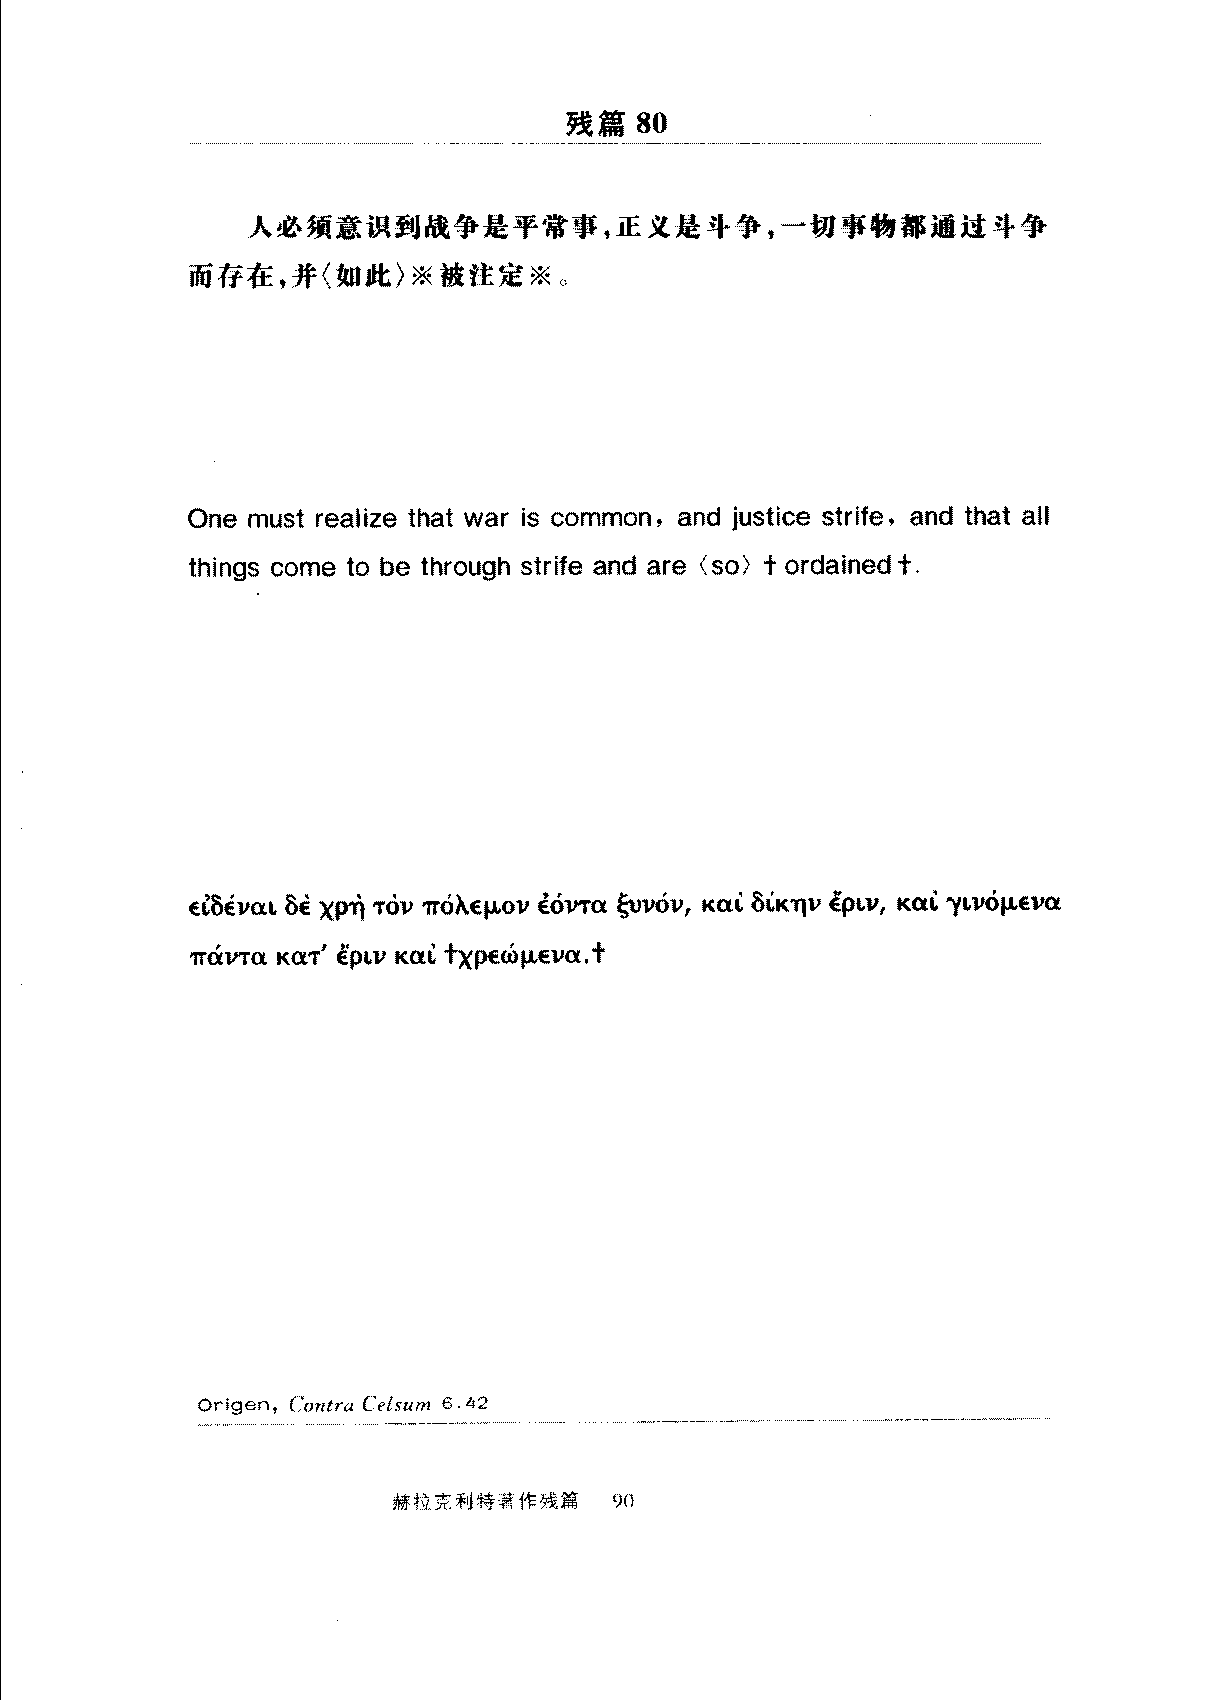 残篇 80
人必须意识到战争是平常事,正义是斗争,一切事物都通过斗争
而存在,并〈如此〉※被注定※。
One must realize that war is common, and justice strife, and that all
things come to be through strife and are 〈so〉 † ordained †.
εἰδέναι δὲ χρὴ τὸν πόλεμον ἐόντα ξυνόν, καὶ δίκην ἔριν, καὶ γινόμενα
πάντα κατ' ἔριν καὶ †χρεώμενα.†
Origen, Contra Celsum 6.42
赫拉克利特著作残篇 90